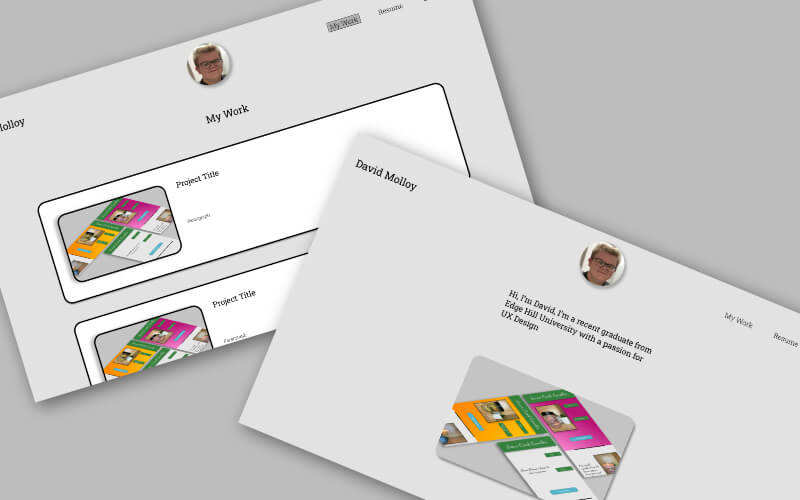 My Work
Resume
Molloy
My Work
Project Title
Paragraph
Project Title
Paragraph
David Molloy
My Work
Resume
Hi, I'm David, I'm a recent graduate from
Edge Hill University with a passion for
UX Design